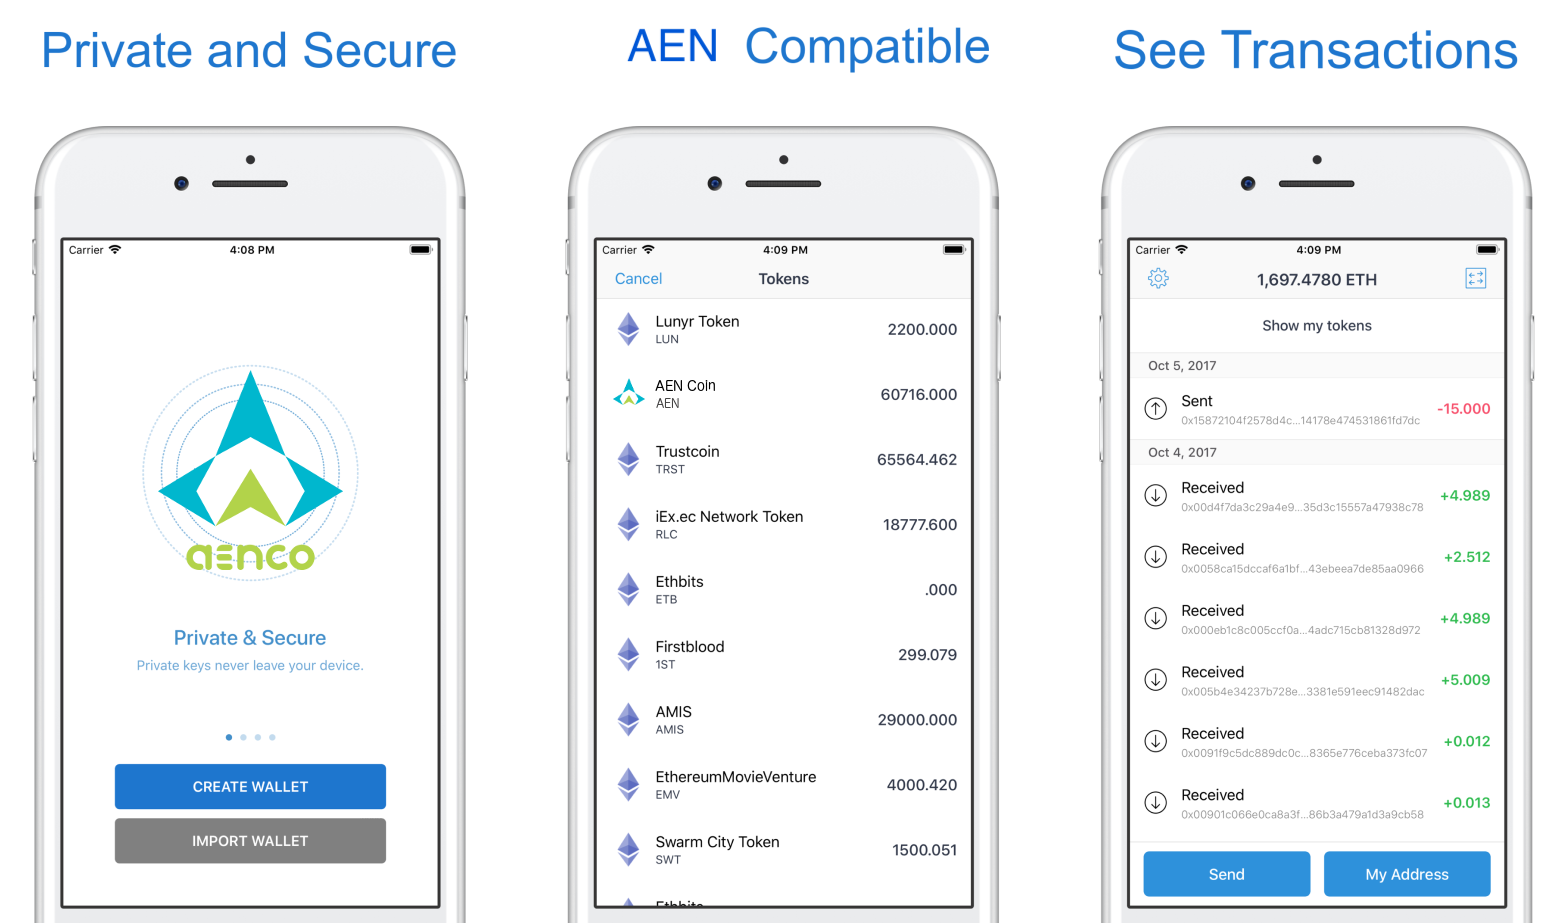 Private and Secure
Carrier
4:08 PM
aenco
Private & Secure
Private keys never leave your device.
CREATE WALLET
IMPORT WALLET
AEN Compatible
Carrier
4:09 PM
Cancel
Tokens
Lunyr Token
LUN
2200.000
AEN Coln
AEN
60716.000
Trustcoin
TRST
65564.462
iEx.ec Network Token
RLC
18777.600
Ethbits
ETB
.000
Firstblood
1ST
299.079
AMIS
AMIS
29000.000
EthereumMovieVenture
EMV
4000.420
Swarm City Token
SWT
1500.051
Ethbits
See Transactions
Carrier
4:09 PM
1,697.4780 ETH
Show my tokens
Oct 5, 2017
Sent
0x15872104f2578d4c...14178e474531861fd7dc
-15.000
Oct 4, 2017
Received
0x00d4f7da3c29a4e9...35d3c15557a47938c78
+4.989
Received
0x0058ca15dccaf6a1bf...43ebeea7de85aa0966
+2.512
Received
0x000eb1c8c005ccf0a...4adc715cb81328d972
+4.989
Received
0x005b4e34237b728e...3381e591eec91482dac
+5.009
Received
0x0091f9c5dc889dc0c...8365e776ceba373fc07
+0.012
Received
0x00901c066e0ca8a3f...86b3a479a1d3a9cb58
+0.013
Send
My Address